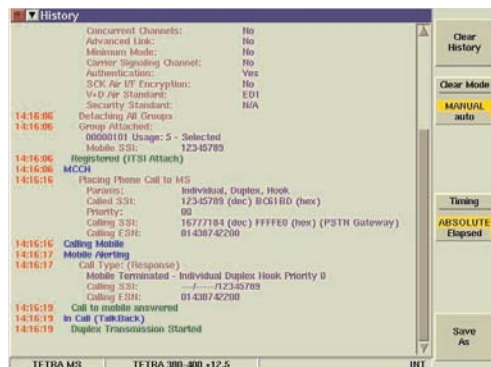 History
Concurrent Channels: No
Advanced Link: No
Minimum Mode: No
Carrier Signaling Channel: No
Authentication: Yes
SCK Air I/F Encryption: No
V+D Air Standard: ED1
Security Standard: N/A
14:16:06 Detaching All Groups
14:16:06 Group Attached:
00000101 Usage: 5 - Selected
Mobile SSI: 12345789
14:16:06 Registered (ITSI Attach)
14:16:06 MCCH
14:16:16 Placing Phone Call to MS
Params: Individual, Duplex, Hook
Called SSI: 12345789 (dec) BC61BD (hex)
Priority: 00
Calling SSI: 16777184 (dec) FFFFE0 (hex) (PSTN Gateway)
Calling ESN: 01438742200
14:16:16 Calling Mobile
14:16:17 Mobile Alerting
14:16:17 Call Type: (Response)
Mobile Terminated - Individual Duplex Hook Priority 0
Calling SSI: ---/-----/12345789
Calling ESN: 01438742200
14:16:19 Call to mobile answered
14:16:19 In Call (TalkBack)
14:16:19 Duplex Transmission Started
TETRA MS TETRA 380-400 +12.5 INT
Clear
History
Clear Mode
MANUAL
auto
Timing
ABSOLUTE
Elapsed
Save
As